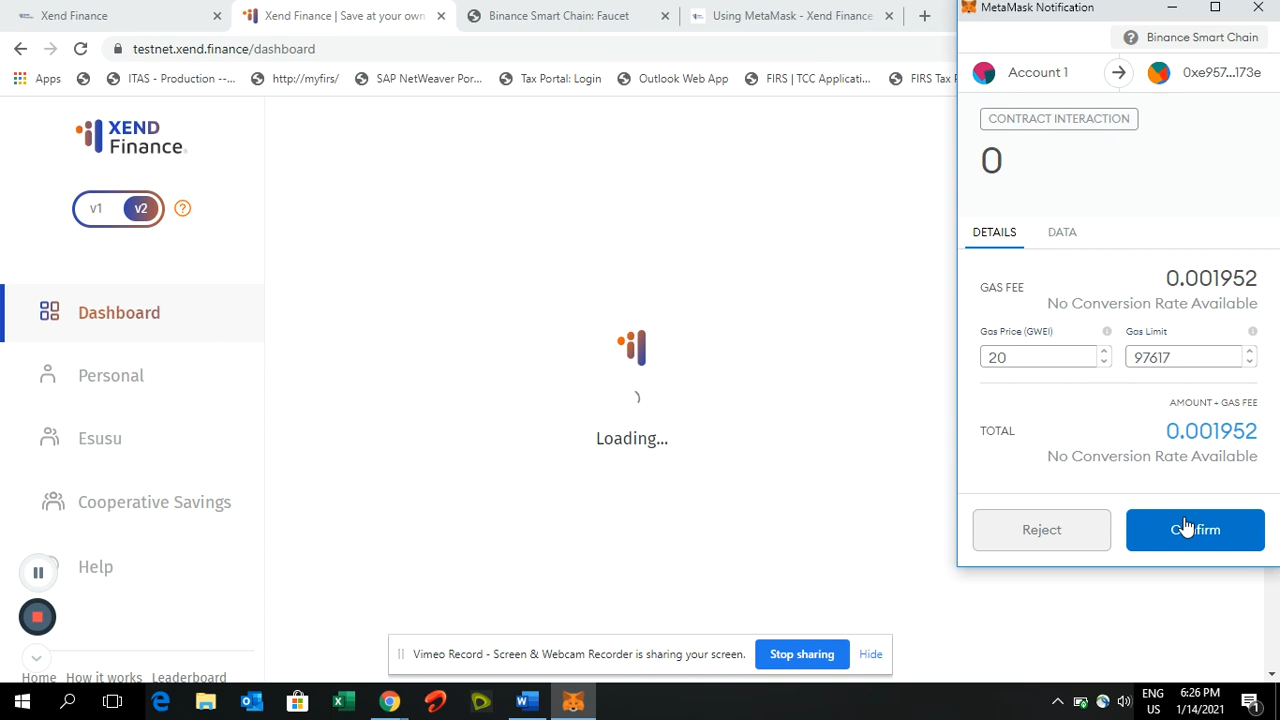 Xend Finance
Xend Finance | Save at your own
Binance Smart Chain: Faucet
Using MetaMask - Xend Finance
testnet.xend.finance/dashboard
Apps
ITAS - Production --...
http://myfirs/
SAP NetWeaver Por...
Tax Portal: Login
Outlook Web App
FIRS | TCC Applicati...
FIRS Tax
XEND
Finance
v1
v2
?
Dashboard
Personal
Esusu
Cooperative Savings
Help
Home How it works Leaderboard
Loading...
MetaMask Notification
? Binance Smart Chain
Account 1
0xe957...173e
CONTRACT INTERACTION
0
DETAILS
DATA
GAS FEE
0.001952
No Conversion Rate Available
Gas Price (GWEI)
Gas Limit
20
97617
AMOUNT + GAS FEE
TOTAL
0.001952
No Conversion Rate Available
Reject
Confirm
Vimeo Record - Screen & Webcam Recorder is sharing your screen.
Stop sharing
Hide
ENG
US
6:26 PM
1/14/2021
1